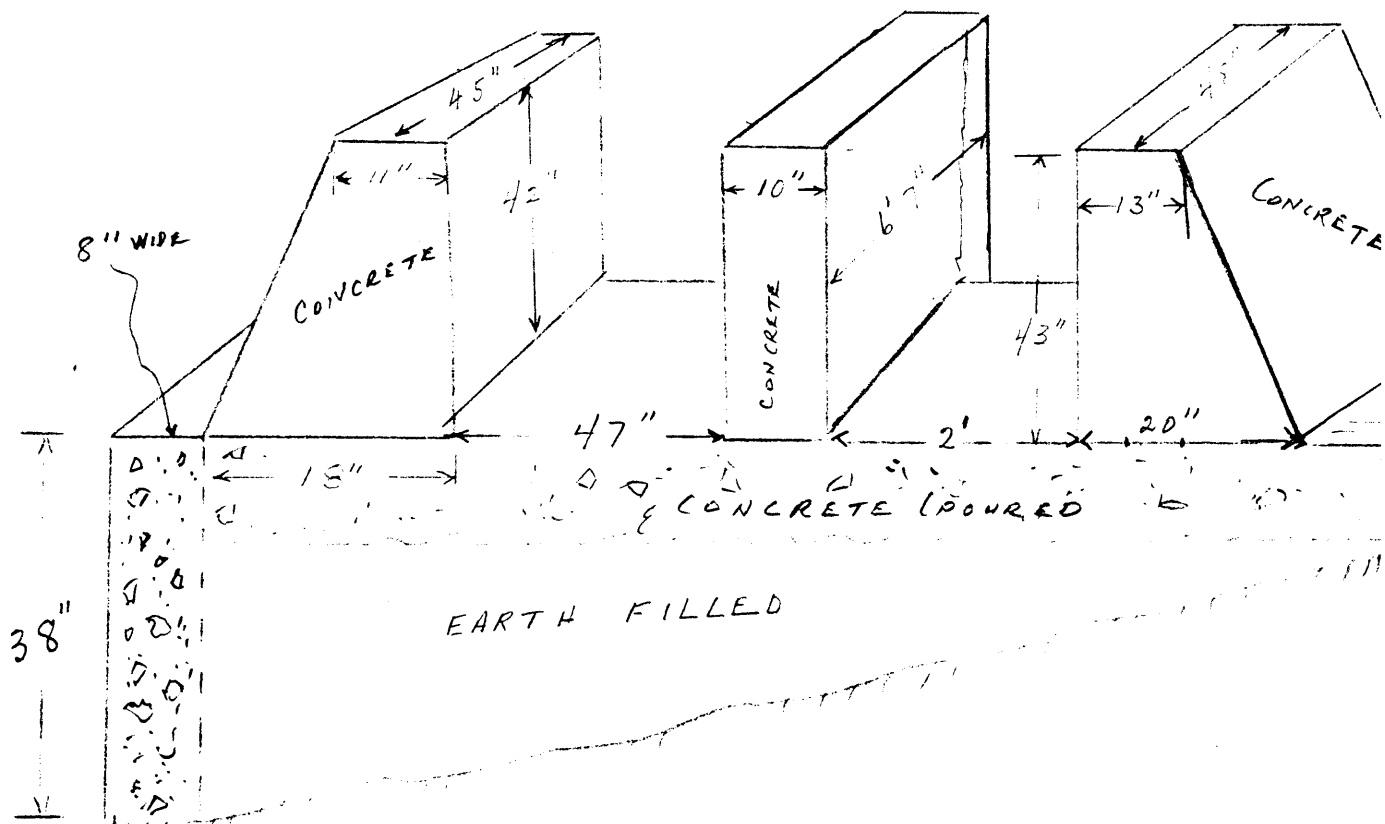 45"
11"
42"
10"
6' 7"
13"
CONCRETE
8" WIDE
CONCRETE
CONCRETE
43"
47"
2'
20"
18"
CONCRETE (POURED
EARTH FILLED
38"